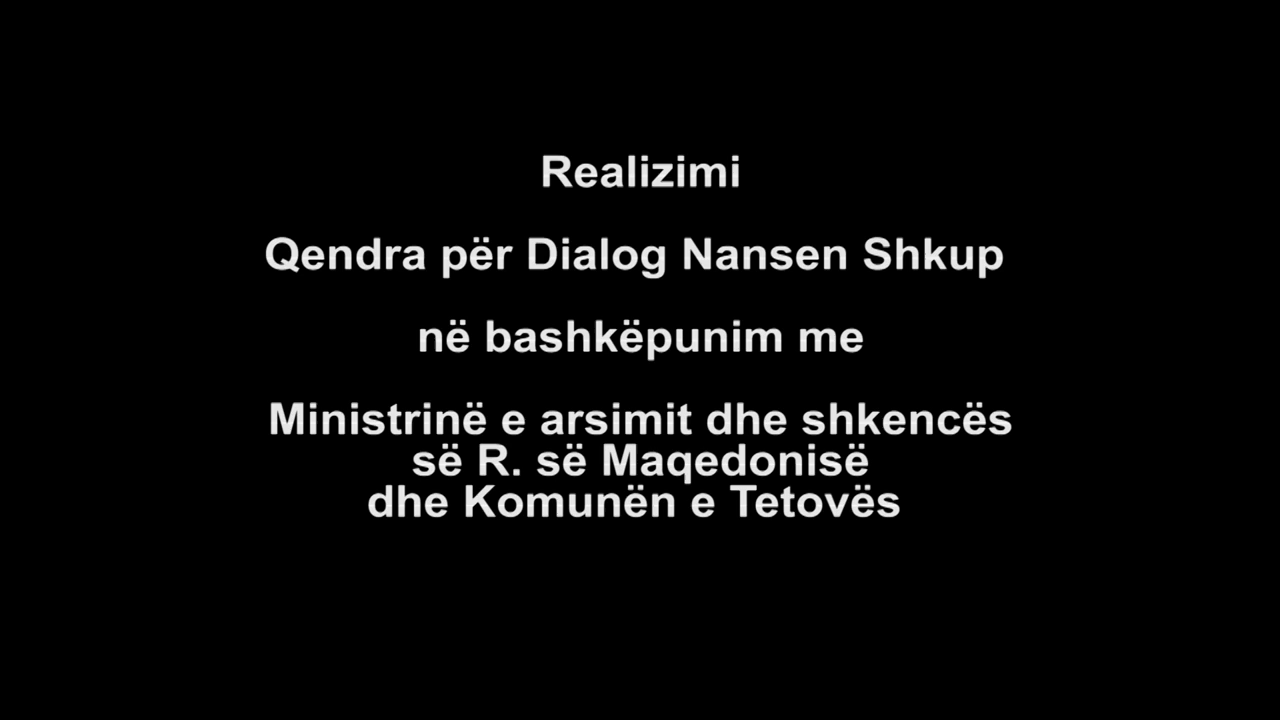 Realizimi
Qendra për Dialog Nansen Shkup
në bashkëpunim me
Ministrinë e arsimit dhe shkencës
së R. së Maqedonisë
dhe Komunën e Tetovës